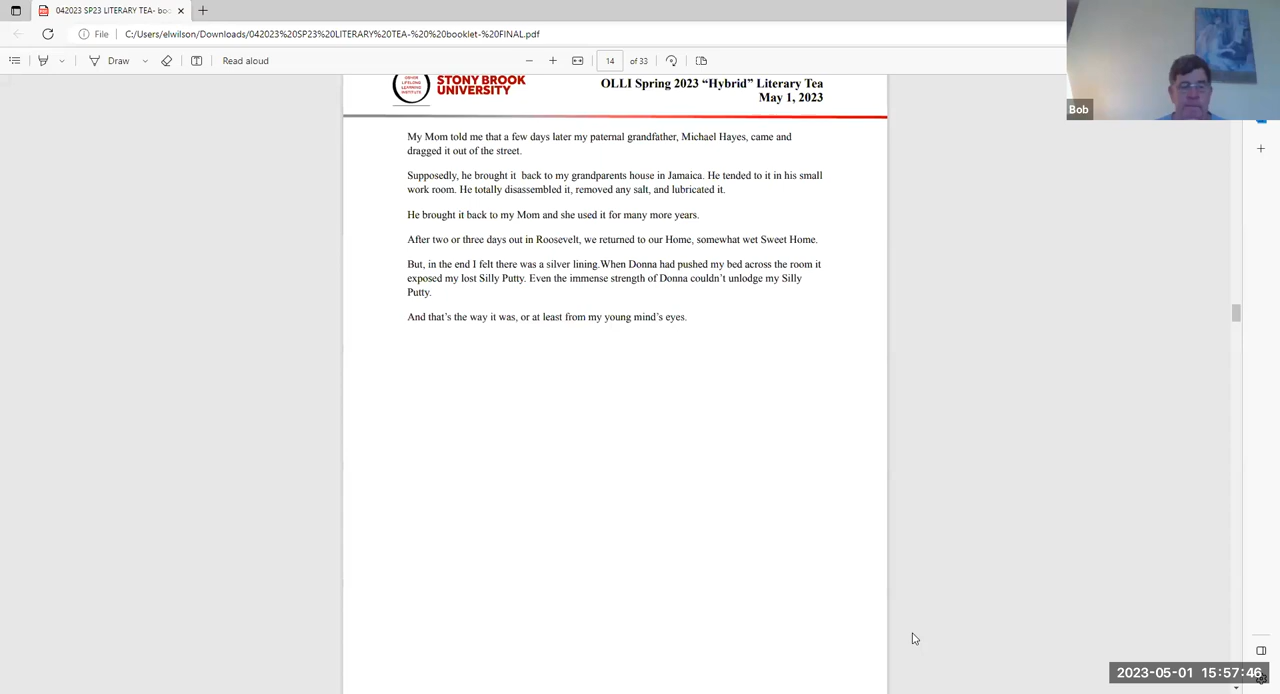 042023 SP23 LITERARY TEA- boo
File
C:/Users/elwilson/Downloads/042023%20SP23%20LITERARY%20TEA-%20%20booklet-%20FINAL.pdf
Draw
Read aloud
14 of 33
Bob
OSHER
LIFELONG
LEARNING
INSTITUTE
STONY BROOK
UNIVERSITY
OLLI Spring 2023 “Hybrid” Literary Tea
May 1, 2023
My Mom told me that a few days later my paternal grandfather, Michael Hayes, came and
dragged it out of the street.
Supposedly, he brought it  back to my grandparents house in Jamaica. He tended to it in his small
work room. He totally disassembled it, removed any salt, and lubricated it.
He brought it back to my Mom and she used it for many more years.
After two or three days out in Roosevelt, we returned to our Home, somewhat wet Sweet Home.
But, in the end I felt there was a silver lining.When Donna had pushed my bed across the room it
exposed my lost Silly Putty. Even the immense strength of Donna couldn’t unlodge my Silly
Putty.
And that’s the way it was, or at least from my young mind’s eyes.
2023-05-01 15:57:46